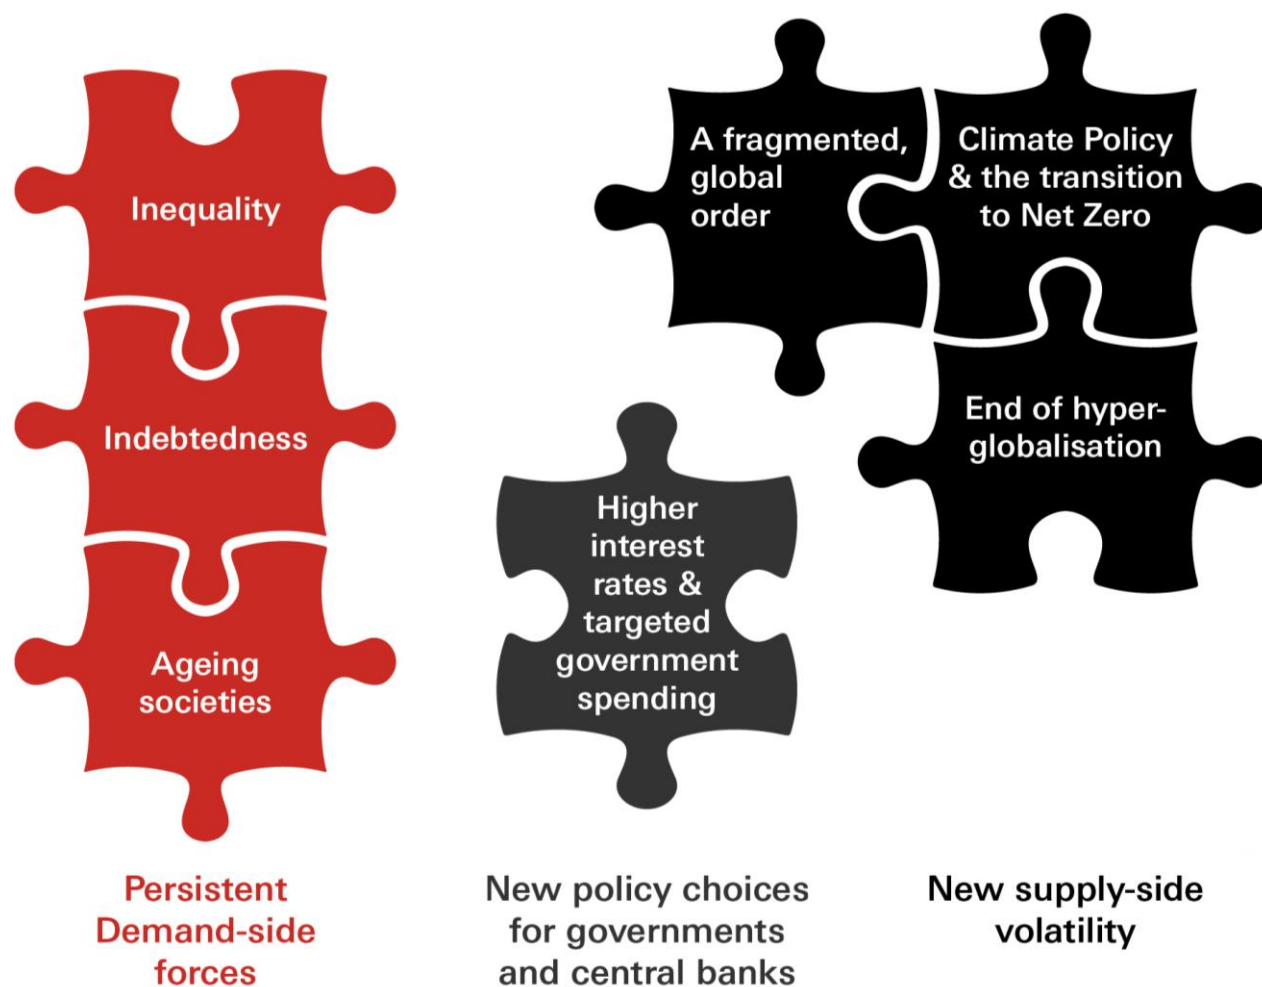 Inequality
Indebtedness
Ageing
societies
Persistent
Demand-side
forces
Higher
interest
rates &
targeted
government
spending
New policy choices
for governments
and central banks
A fragmented,
global
order
Climate Policy
& the transition
to Net Zero
End of hyper-
globalisation
New supply-side
volatility